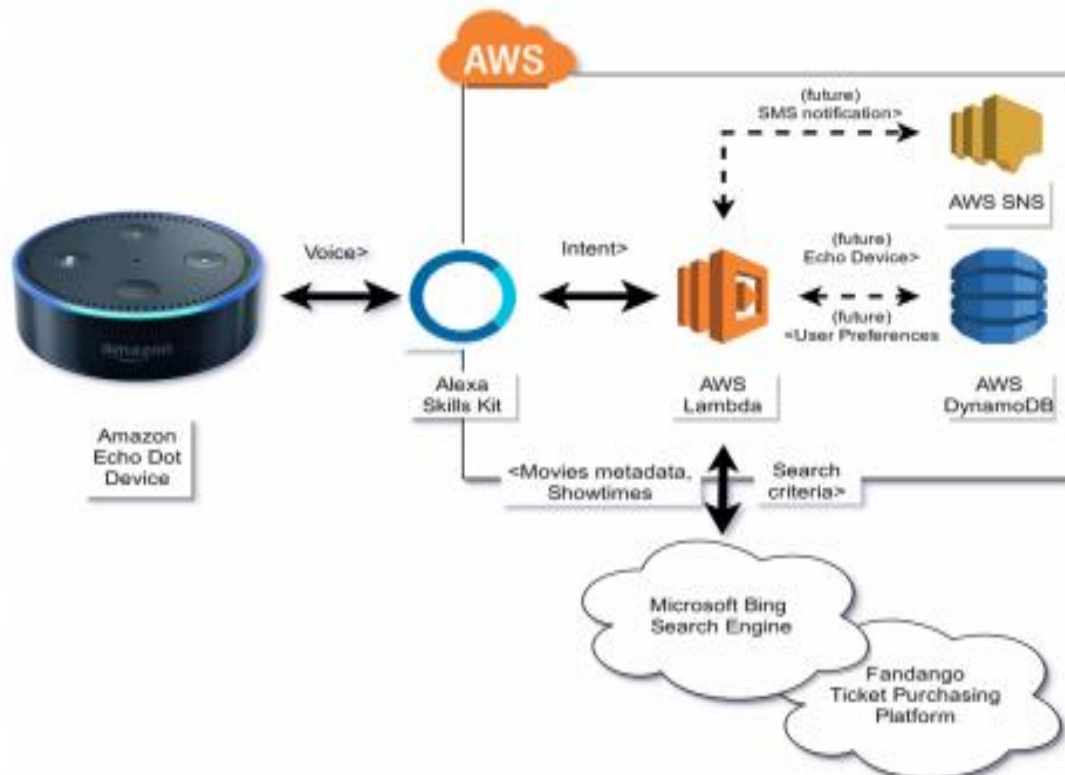 AWS
(future)
SMS notification>
AWS SNS
Voice>
Intent>
(future)
Echo Device>
(future)
<User Preferences
amazon
Alexa
Skills Kit
AWS
Lambda
AWS
DynamoDB
Amazon
Echo Dot
Device
<Movies metadata,
Showtimes
Search
criteria>
Microsoft Bing
Search Engine
Fandango
Ticket Purchasing
Platform